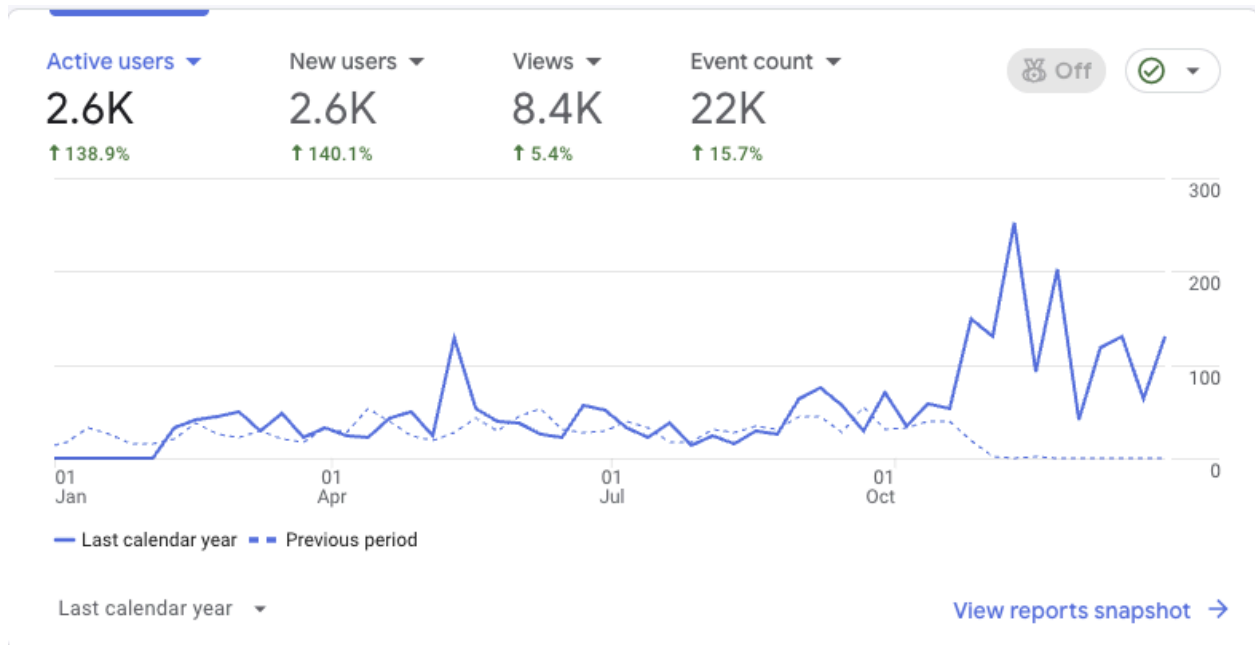 Active users New users Views Event count
2.6K 2.6K 8.4K 22K Off
138.9% 140.1% 5.4% 15.7%
300
200
100
0
01 01 01 01
Jan Apr Jul Oct
Last calendar year Previous period
Last calendar year View reports snapshot